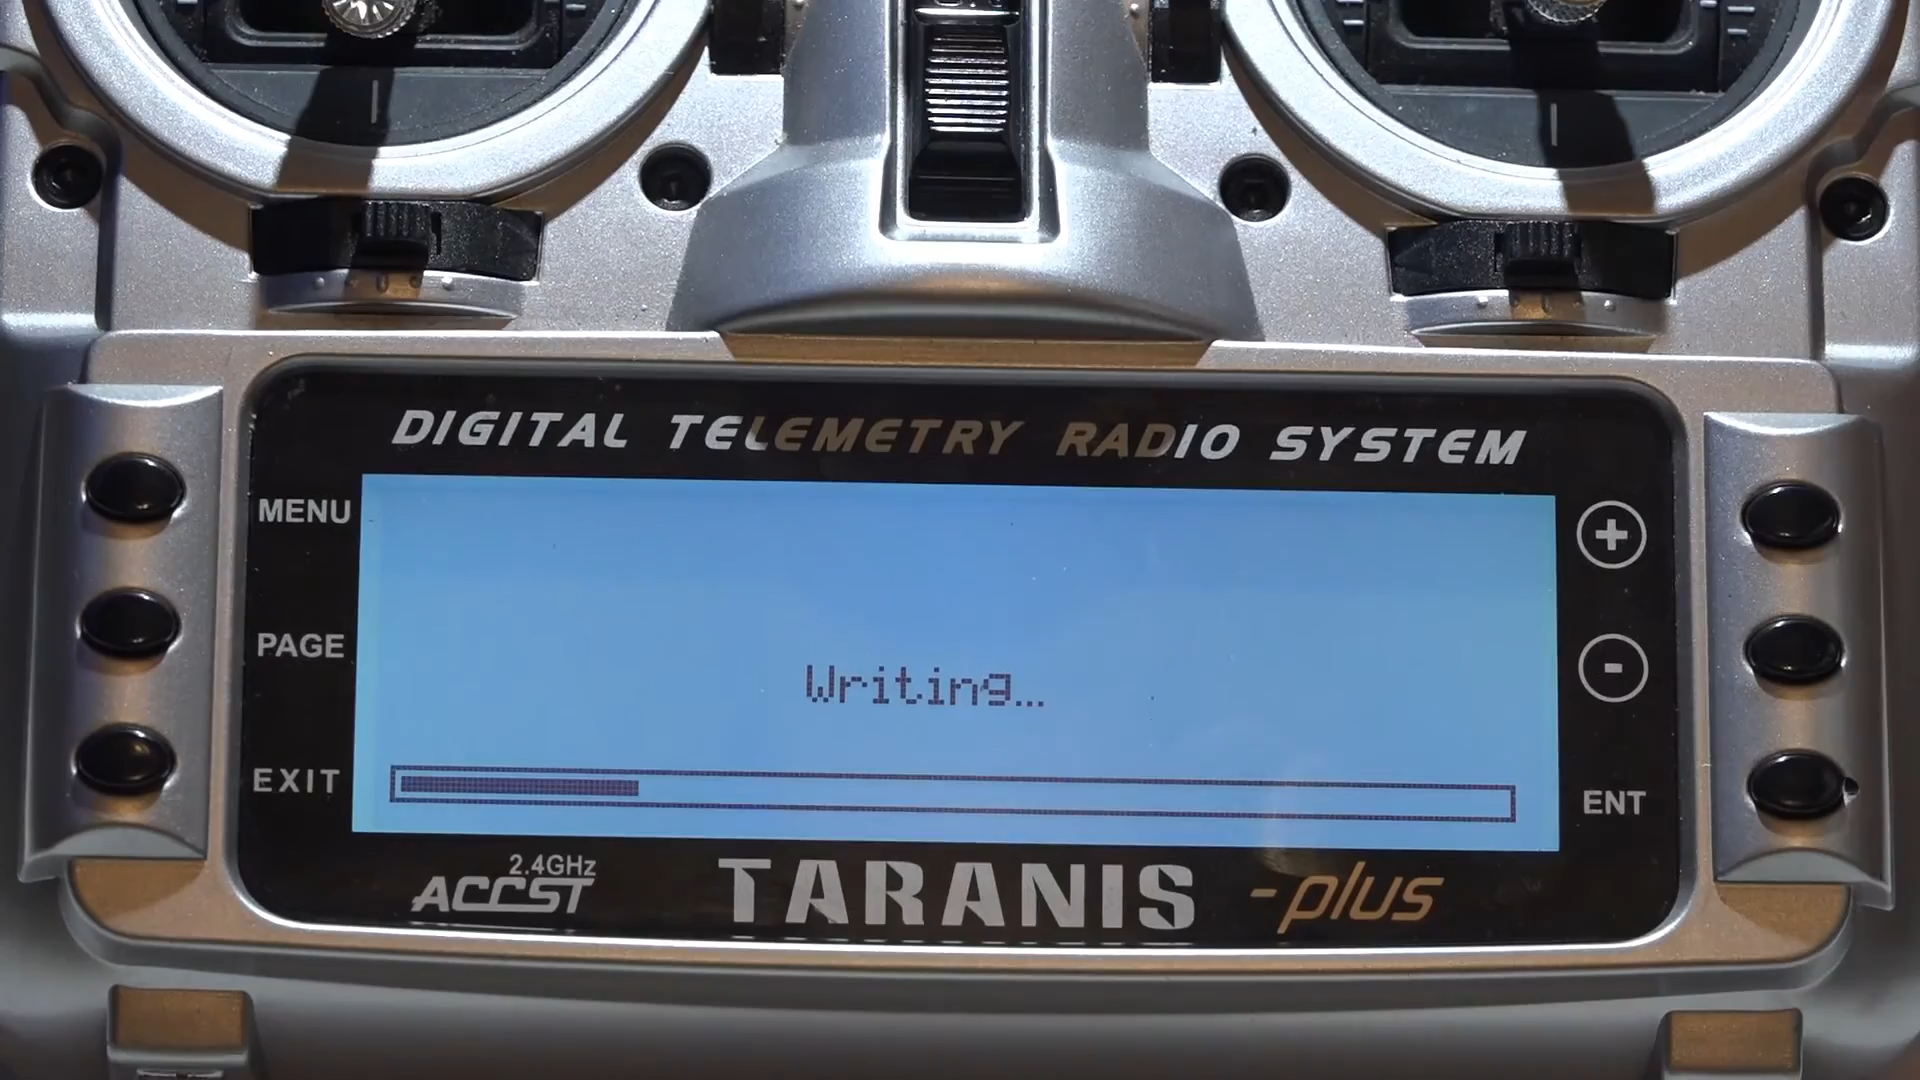 DIGITAL TELEMETRY RADIO SYSTEM
MENU
PAGE
EXIT
Writing...
+
-
ENT
2.4GHz
ACCST
TARANIS -plus